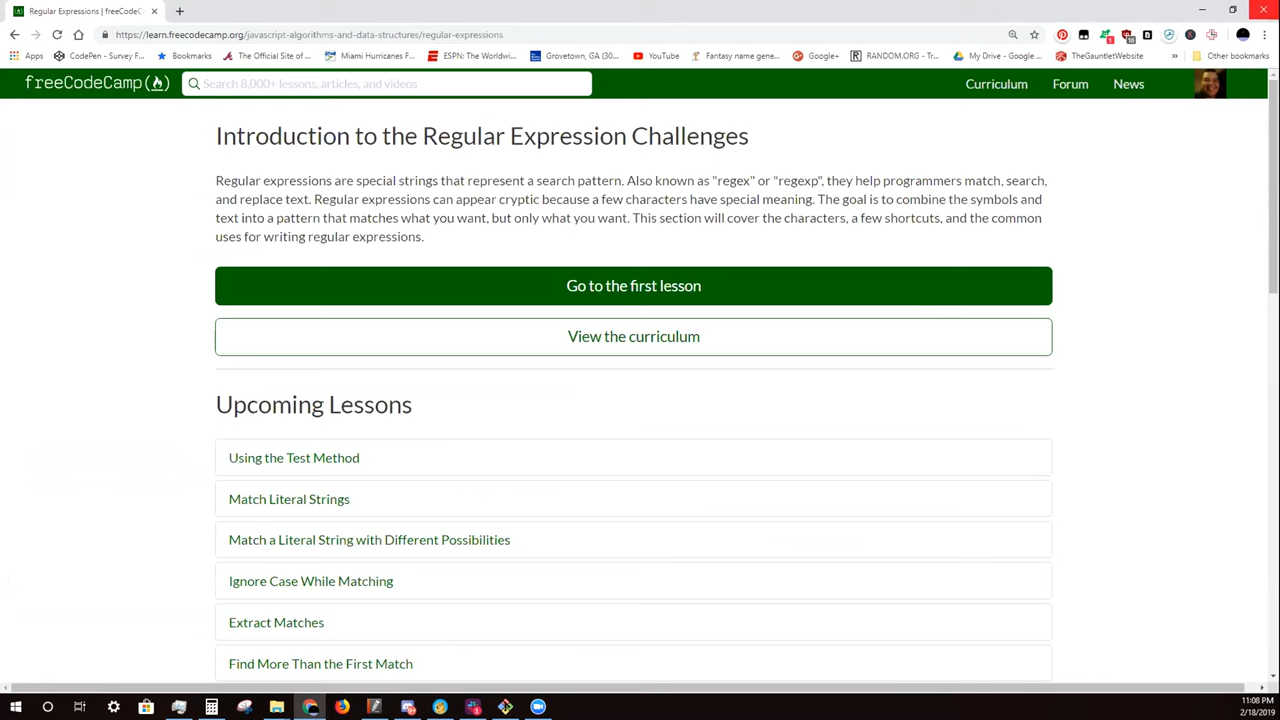 Regular Expressions | freeCodeC
https://learn.freecodecamp.org/javascript-algorithms-and-data-structures/regular-expressions
Apps CodePen - Survey F... Bookmarks The Official Site of ... Miami Hurricanes F... ESPN: The Worldwi... Grovetown, GA (30... YouTube Fantasy name gene... Google+ RANDOM.ORG - Tr... My Drive - Google ... TheGauntletWebsite » Other bookmarks
freeCodeCamp Search 8,000+ lessons, articles, and videos Curriculum Forum News
Introduction to the Regular Expression Challenges
Regular expressions are special strings that represent a search pattern. Also known as "regex" or "regexp", they help programmers match, search,
and replace text. Regular expressions can appear cryptic because a few characters have special meaning. The goal is to combine the symbols and
text into a pattern that matches what you want, but only what you want. This section will cover the characters, a few shortcuts, and the common
uses for writing regular expressions.
Go to the first lesson
View the curriculum
Upcoming Lessons
Using the Test Method
Match Literal Strings
Match a Literal String with Different Possibilities
Ignore Case While Matching
Extract Matches
Find More Than the First Match
11:08 PM
2/18/2019